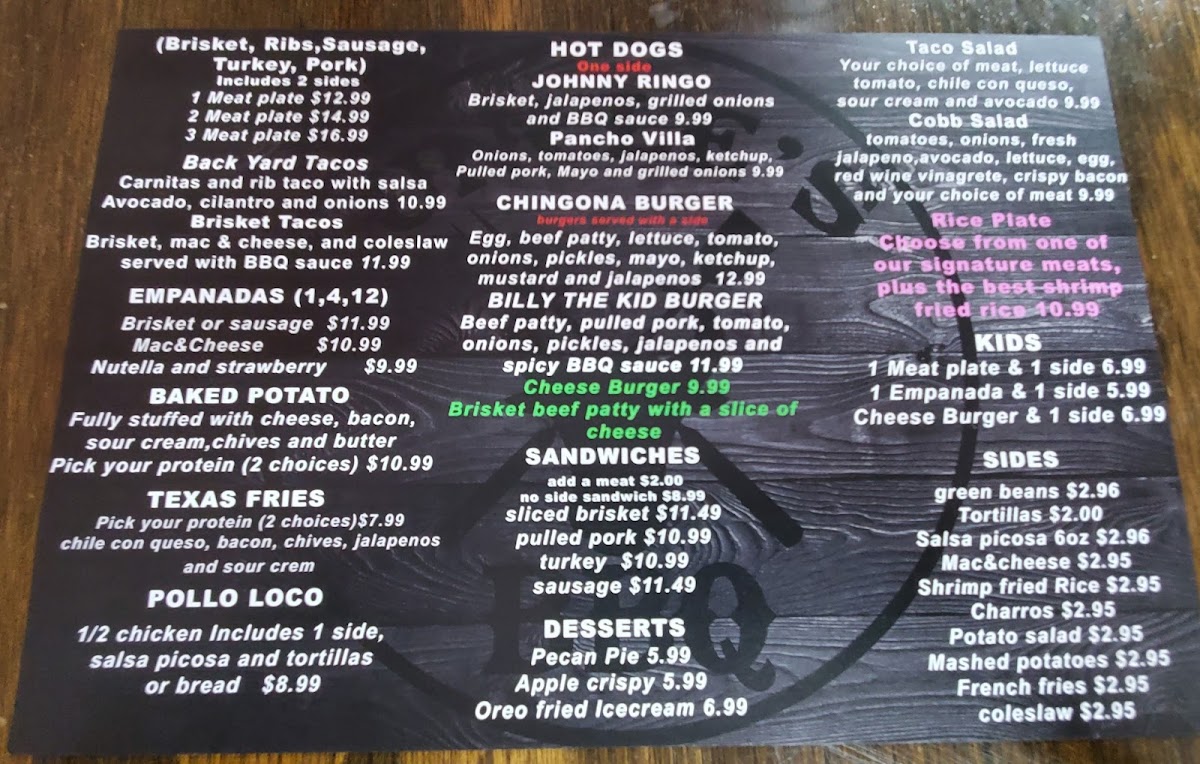 (Brisket, Ribs,Sausage,
Turkey, Pork)
Includes 2 sides
1 Meat plate $12.99
2 Meat plate $14.99
3 Meat plate $16.99
Back Yard Tacos
Carnitas and rib taco with salsa
Avocado, cilantro and onions 10.99
Brisket Tacos
Brisket, mac & cheese, and coleslaw
served with BBQ sauce 11.99
EMPANADAS (1,4,12)
Brisket or sausage $11.99
Mac&Cheese $10.99
Nutella and strawberry $9.99
BAKED POTATO
Fully stuffed with cheese, bacon,
sour cream,chives and butter
Pick your protein (2 choices) $10.99
TEXAS FRIES
Pick your protein (2 choices)$7.99
chile con queso, bacon, chives, jalapenos
and sour crem
POLLO LOCO
1/2 chicken Includes 1 side,
salsa picosa and tortillas
or bread $8.99
HOT DOGS
One side
JOHNNY RINGO
Brisket, jalapenos, grilled onions
and BBQ sauce 9.99
Pancho Villa
Onions, tomatoes, jalapenos, ketchup,
Pulled pork, Mayo and grilled onions 9.99
CHINGONA BURGER
burgers served with a side
Egg, beef patty, lettuce, tomato,
onions, pickles, mayo, ketchup,
mustard and jalapenos 12.99
BILLY THE KID BURGER
Beef patty, pulled pork, tomato,
onions, pickles, jalapenos and
spicy BBQ sauce 11.99
Cheese Burger 9.99
Brisket beef patty with a slice of
cheese
SANDWICHES
add a meat $2.00
no side sandwich $8.99
sliced brisket $11.49
pulled pork $10.99
turkey $10.99
sausage $11.49
DESSERTS
Pecan Pie 5.99
Apple crispy 5.99
Oreo fried Icecream 6.99
Taco Salad
Your choice of meat, lettuce
tomato, chile con queso,
sour cream and avocado 9.99
Cobb Salad
tomatoes, onions, fresh
jalapeno,avocado, lettuce, egg,
red wine vinagrete, crispy bacon
and your choice of meat 9.99
Rice Plate
Choose from one of
our signature meats,
plus the best shrimp
fried rice 10.99
KIDS
1 Meat plate & 1 side 6.99
1 Empanada & 1 side 5.99
Cheese Burger & 1 side 6.99
SIDES
green beans $2.96
Tortillas $2.00
Salsa picosa 6oz $2.96
Mac&cheese $2.95
Shrimp fried Rice $2.95
Charros $2.95
Potato salad $2.95
Mashed potatoes $2.95
French fries $2.95
coleslaw $2.95
BBQ